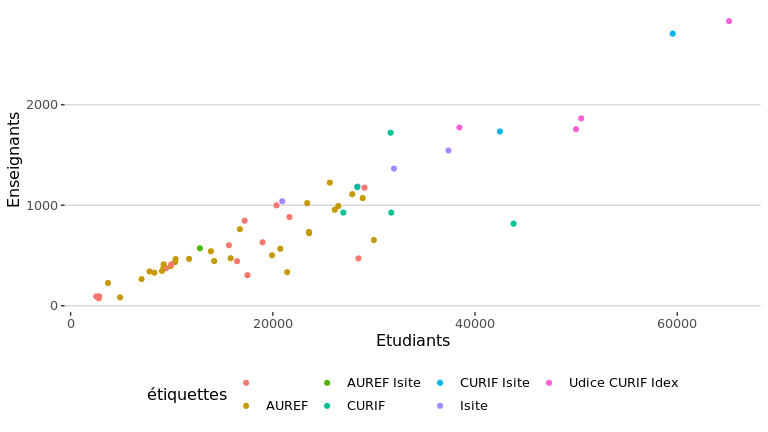 Enseignants
2000
1000
0
0 20000 40000 60000
Etudiants
étiquettes
AUREF Isite CURIF Isite Udice CURIF Idex
AUREF CURIF Isite